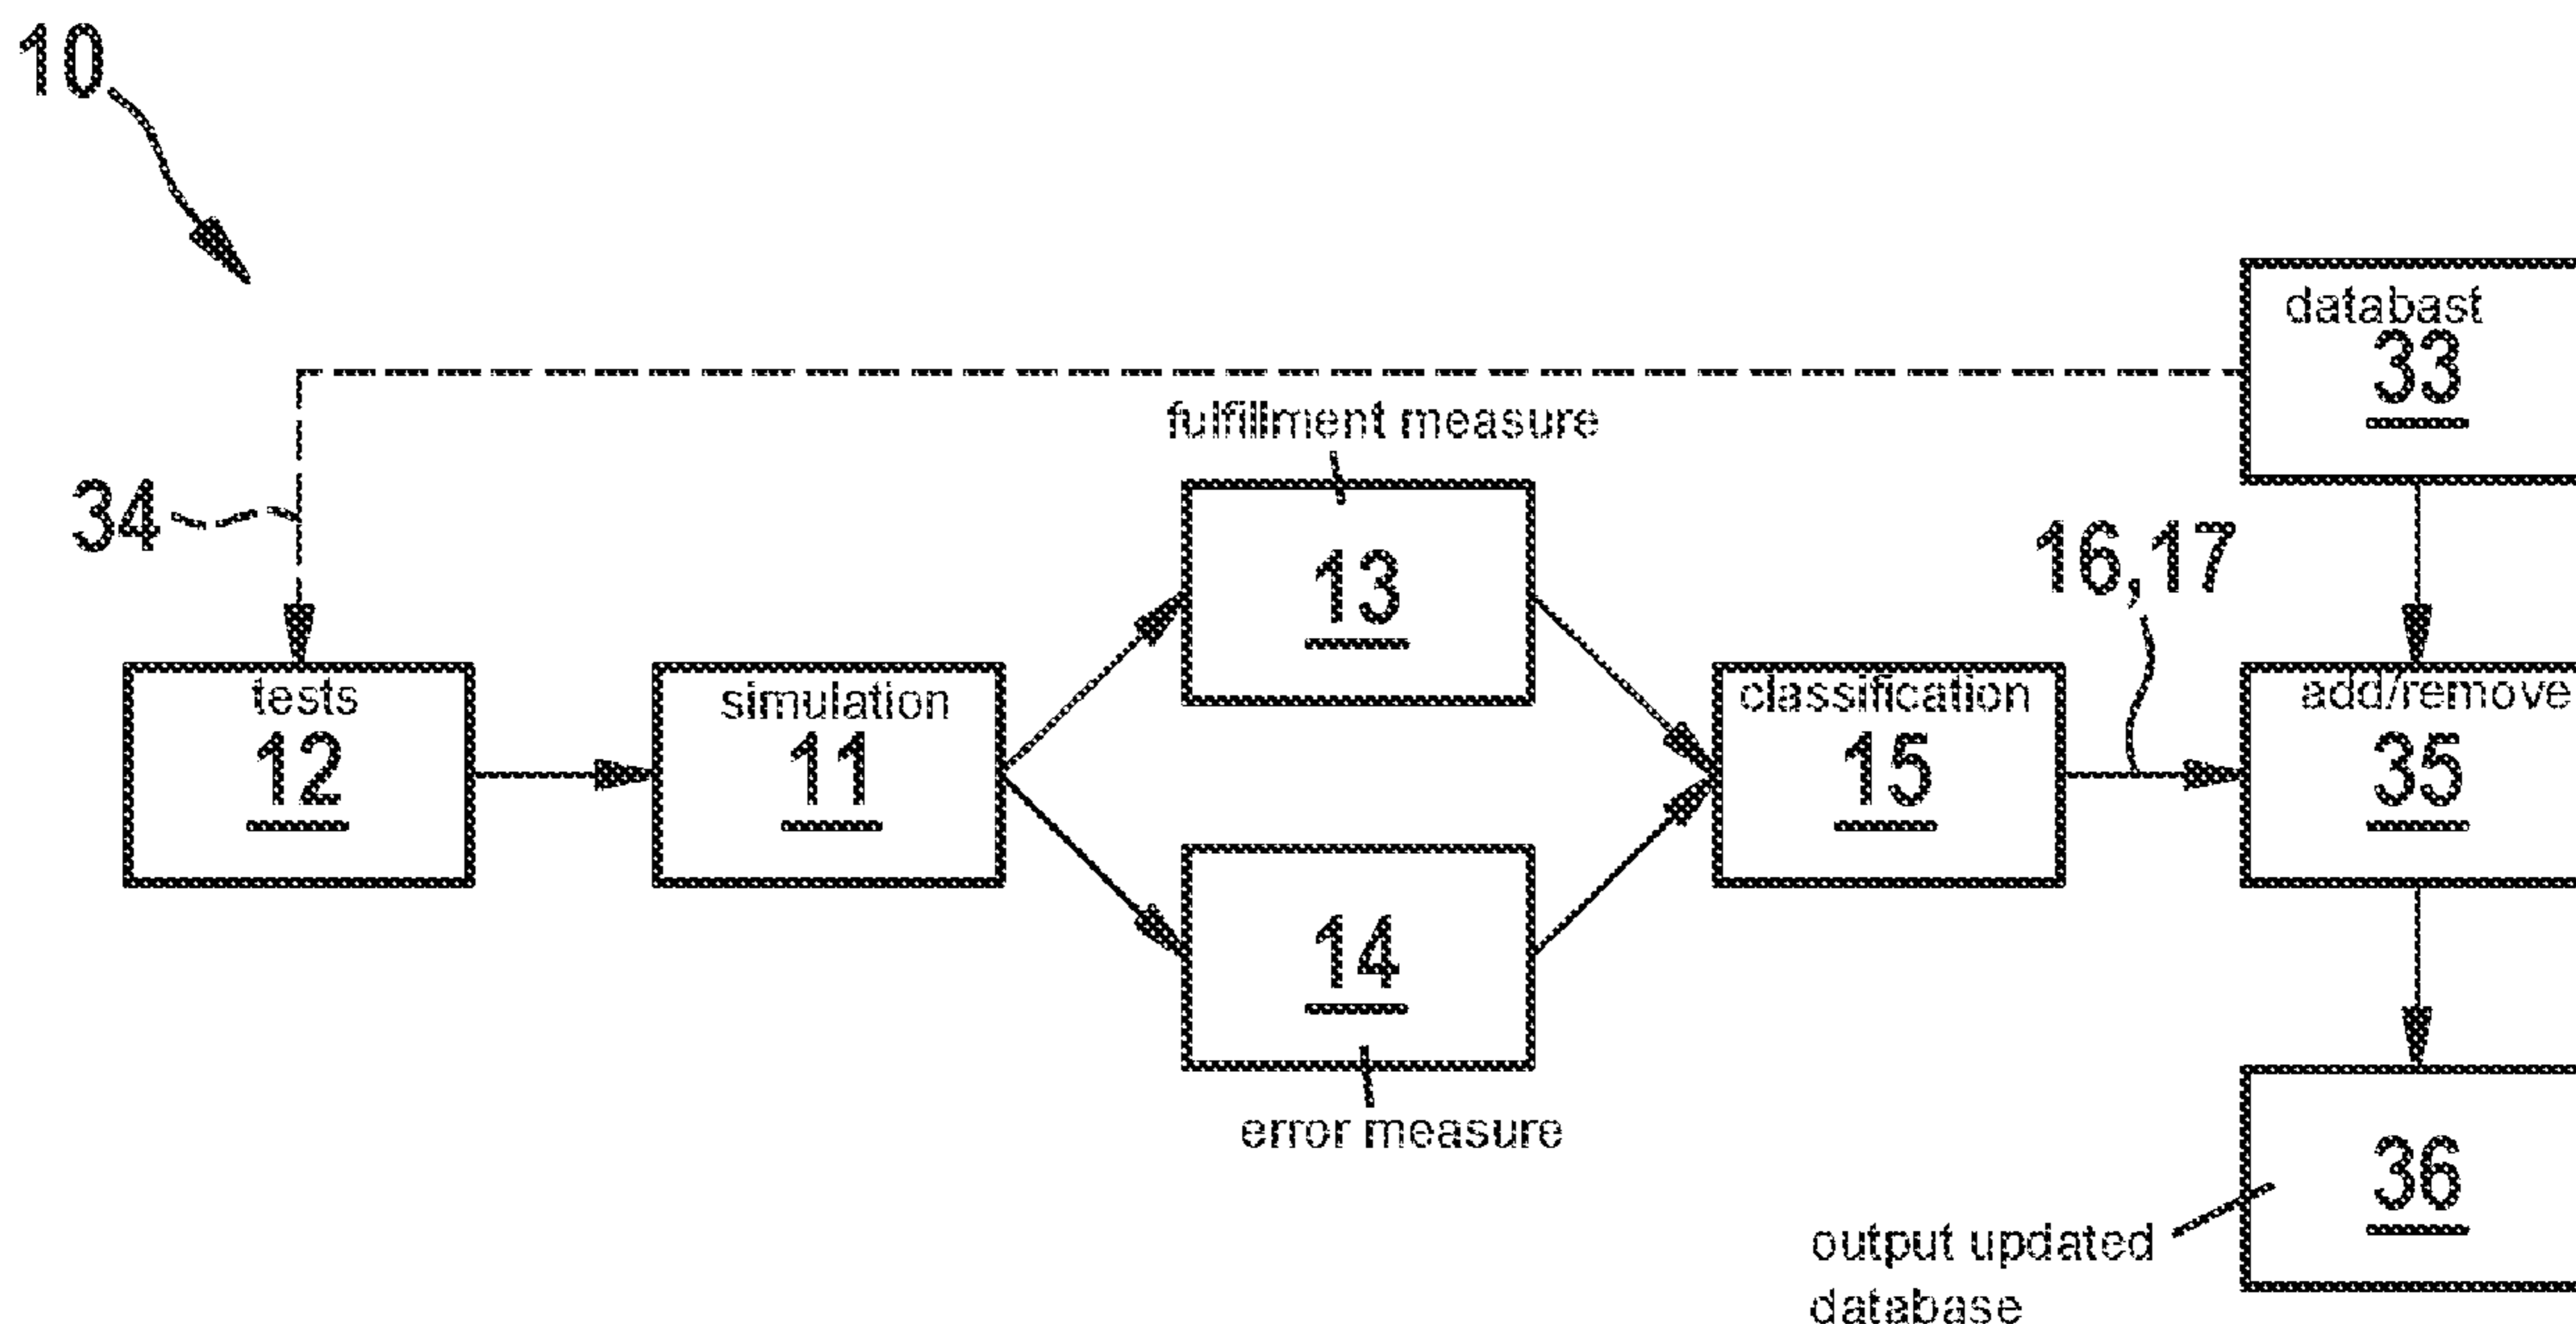 10
databast
33
fulfillment measure
34
13
16,17
tests
12
simulation
11
classification
15
add/remove
35
14
error measure
36
output updated
database